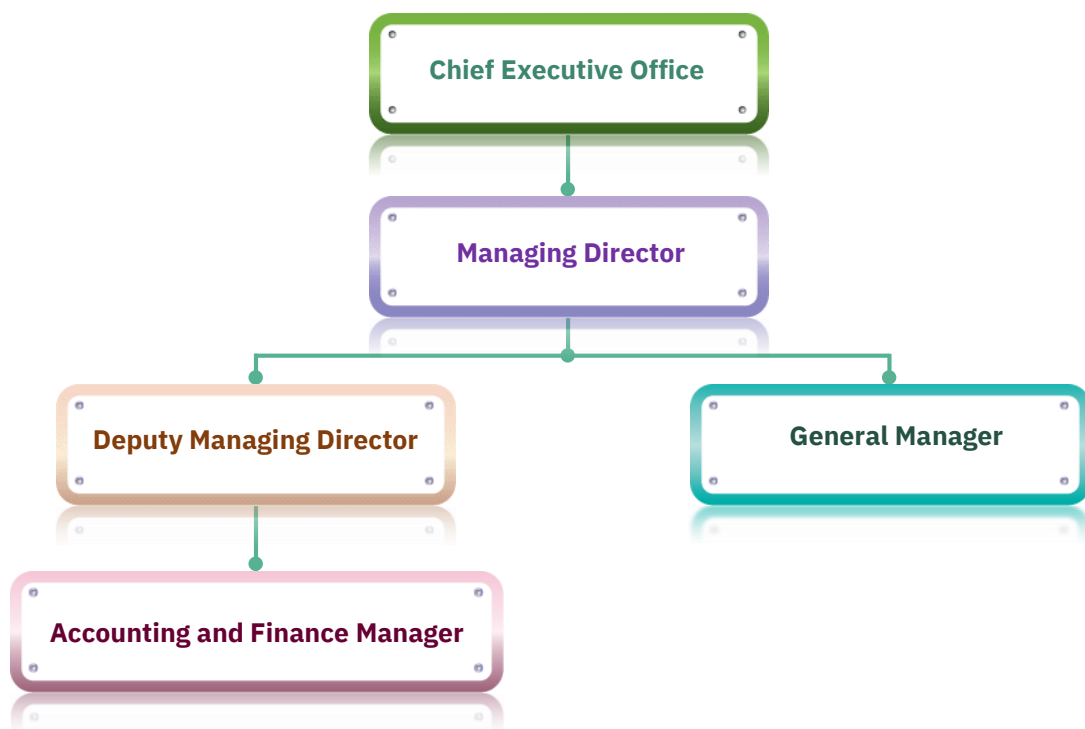 Chief Executive Office
Managing Director
Deputy Managing Director
General Manager
Accounting and Finance Manager